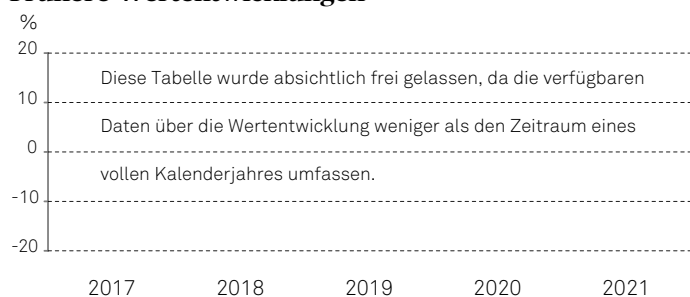 %
20
Diese Tabelle wurde absichtlich frei gelassen, da die verfügbaren
10
Daten über die Wertentwicklung weniger als den Zeitraum eines
0
vollen Kalenderjahres umfassen.
-10
-20
2017 2018 2019 2020 2021